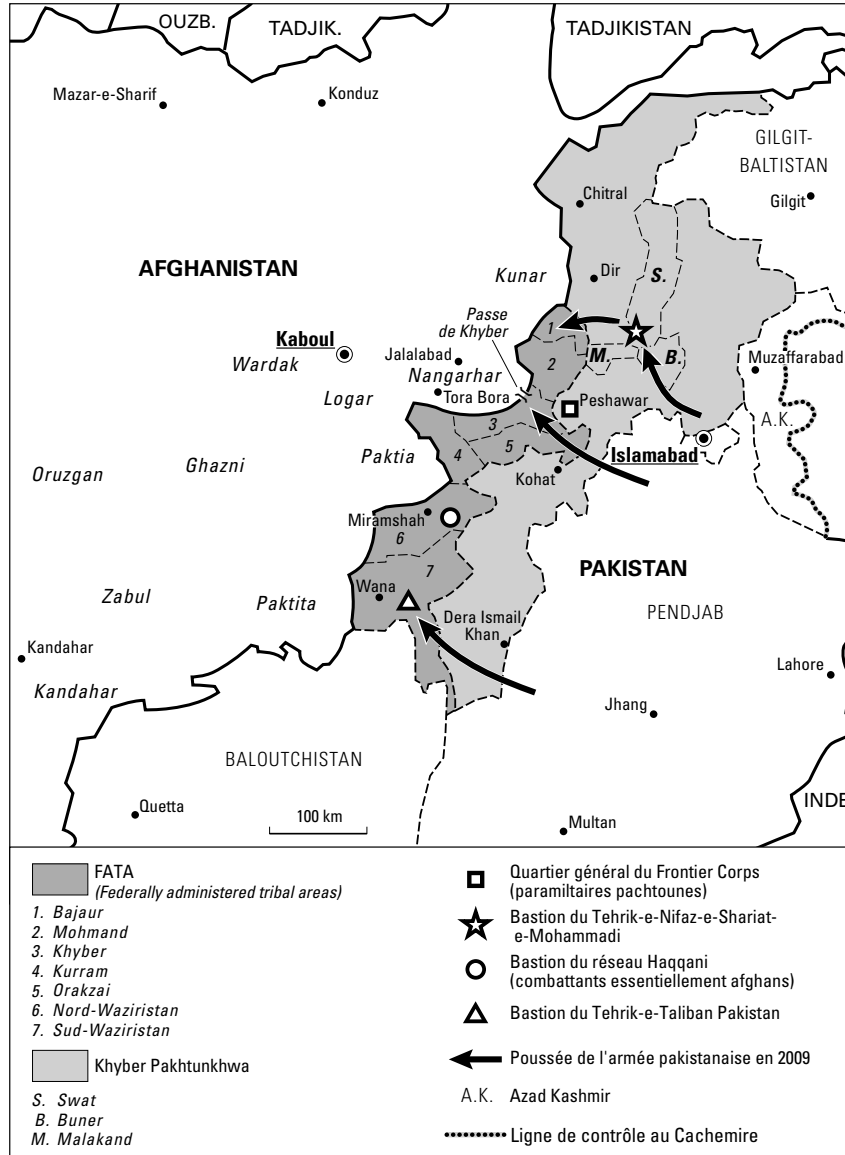 OUZB.
TADJIK.
TADJIKISTAN
Mazar-e-Sharif
Konduz
GILGIT-
BALTISTAN
Gilgit
Chitral
AFGHANISTAN
Kunar
Dir
S.
Passe
de Khyber
1
Kaboul
Wardak
Jalalabad
2
M.
B.
Muzaffarabad
Nangarhar
Tora Bora
Logar
Peshawar
A.K.
3
Islamabad
Paktia
5
4
Oruzgan
Ghazni
Kohat
Miramshah
6
PAKISTAN
7
Zabul
Paktita
Wana
Dera Ismail
Khan
PENDJAB
Kandahar
Lahore
Kandahar
Jhang
BALOUTCHISTAN
Quetta
100 km
Multan
INDE
FATA
(Federally administered tribal areas)
1. Bajaur
2. Mohmand
3. Khyber
4. Kurram
5. Orakzai
6. Nord-Waziristan
7. Sud-Waziristan
Khyber Pakhtunkhwa
S. Swat
B. Buner
M. Malakand
Quartier général du Frontier Corps
(paramiltaires pachtounes)
Bastion du Tehrik-e-Nifaz-e-Shariat-
e-Mohammadi
Bastion du réseau Haqqani
(combattants essentiellement afghans)
Bastion du Tehrik-e-Taliban Pakistan
Poussée de l'armée pakistanaise en 2009
A.K. Azad Kashmir
Ligne de contrôle au Cachemire